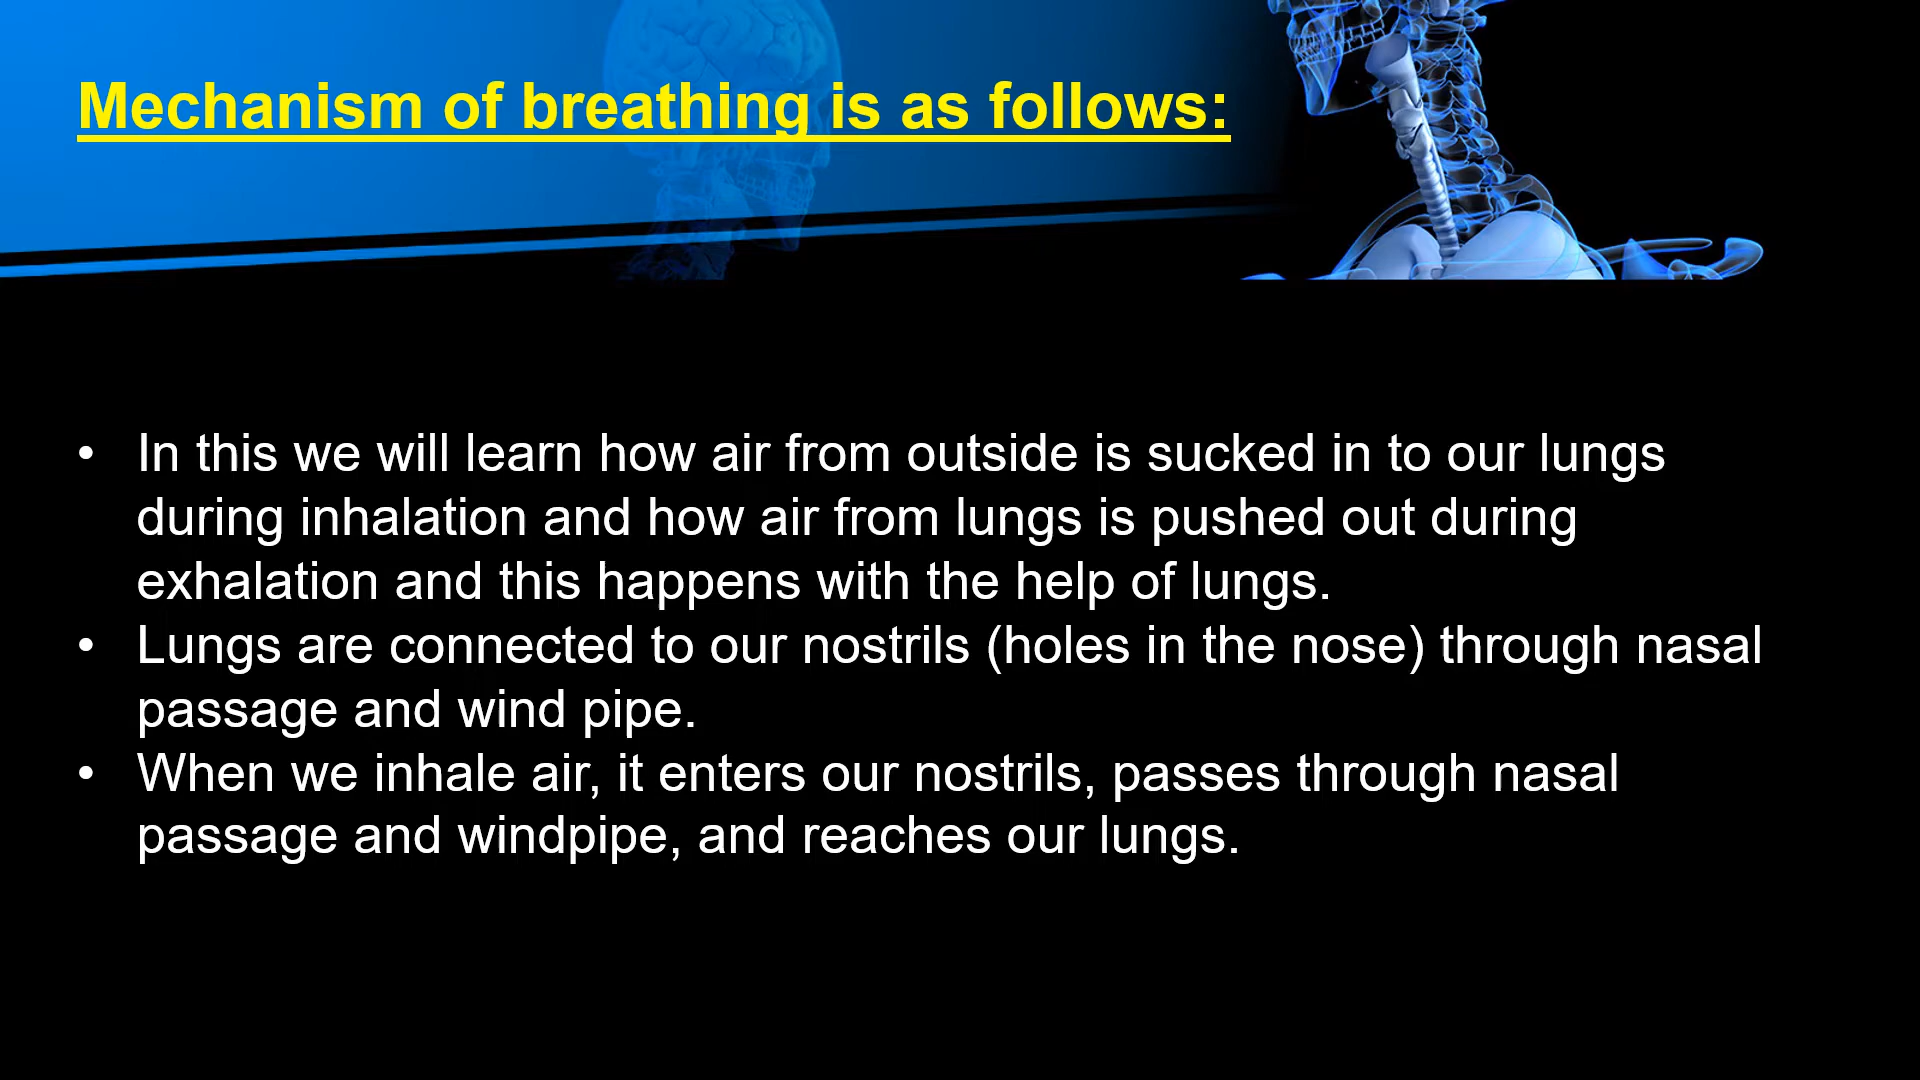 Mechanism of breathing is as follows:
• In this we will learn how air from outside is sucked in to our lungs
during inhalation and how air from lungs is pushed out during
exhalation and this happens with the help of lungs.
• Lungs are connected to our nostrils (holes in the nose) through nasal
passage and wind pipe.
• When we inhale air, it enters our nostrils, passes through nasal
passage and windpipe, and reaches our lungs.